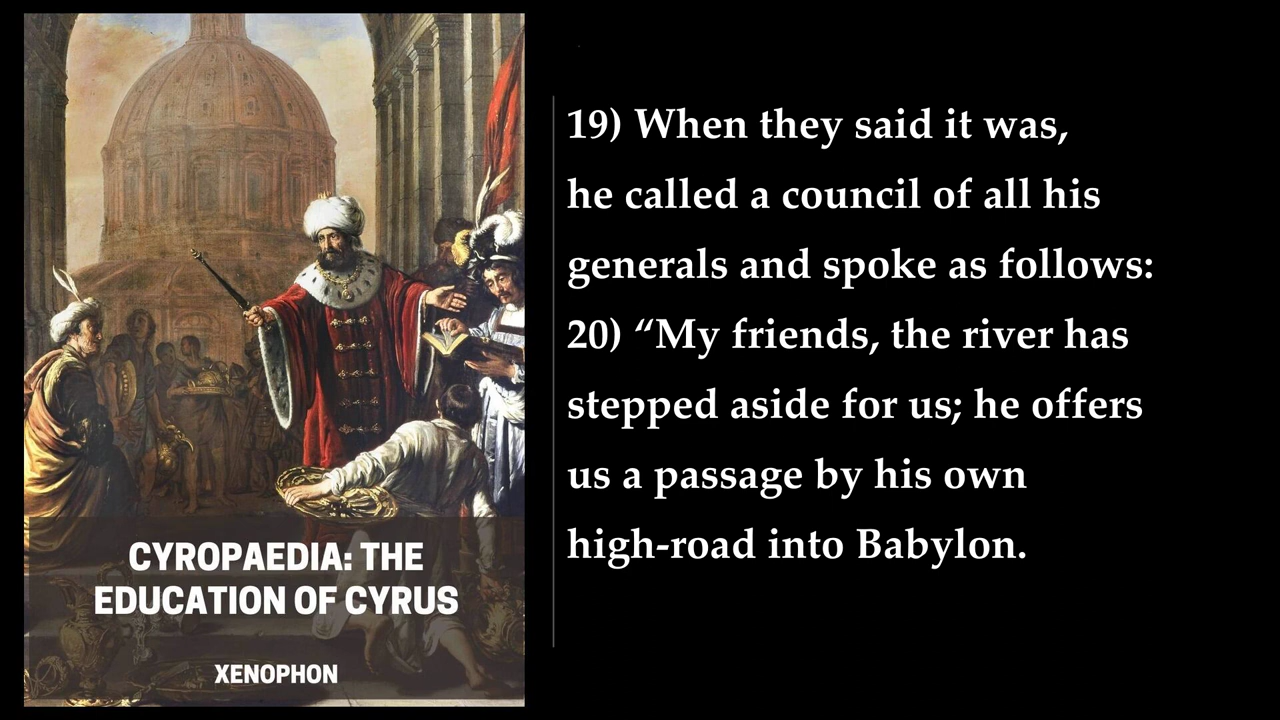 CYROPAEDIA: THE
EDUCATION OF CYRUS
XENOPHON
19) When they said it was,
he called a council of all his
generals and spoke as follows:
20) “My friends, the river has
stepped aside for us; he offers
us a passage by his own
high-road into Babylon.